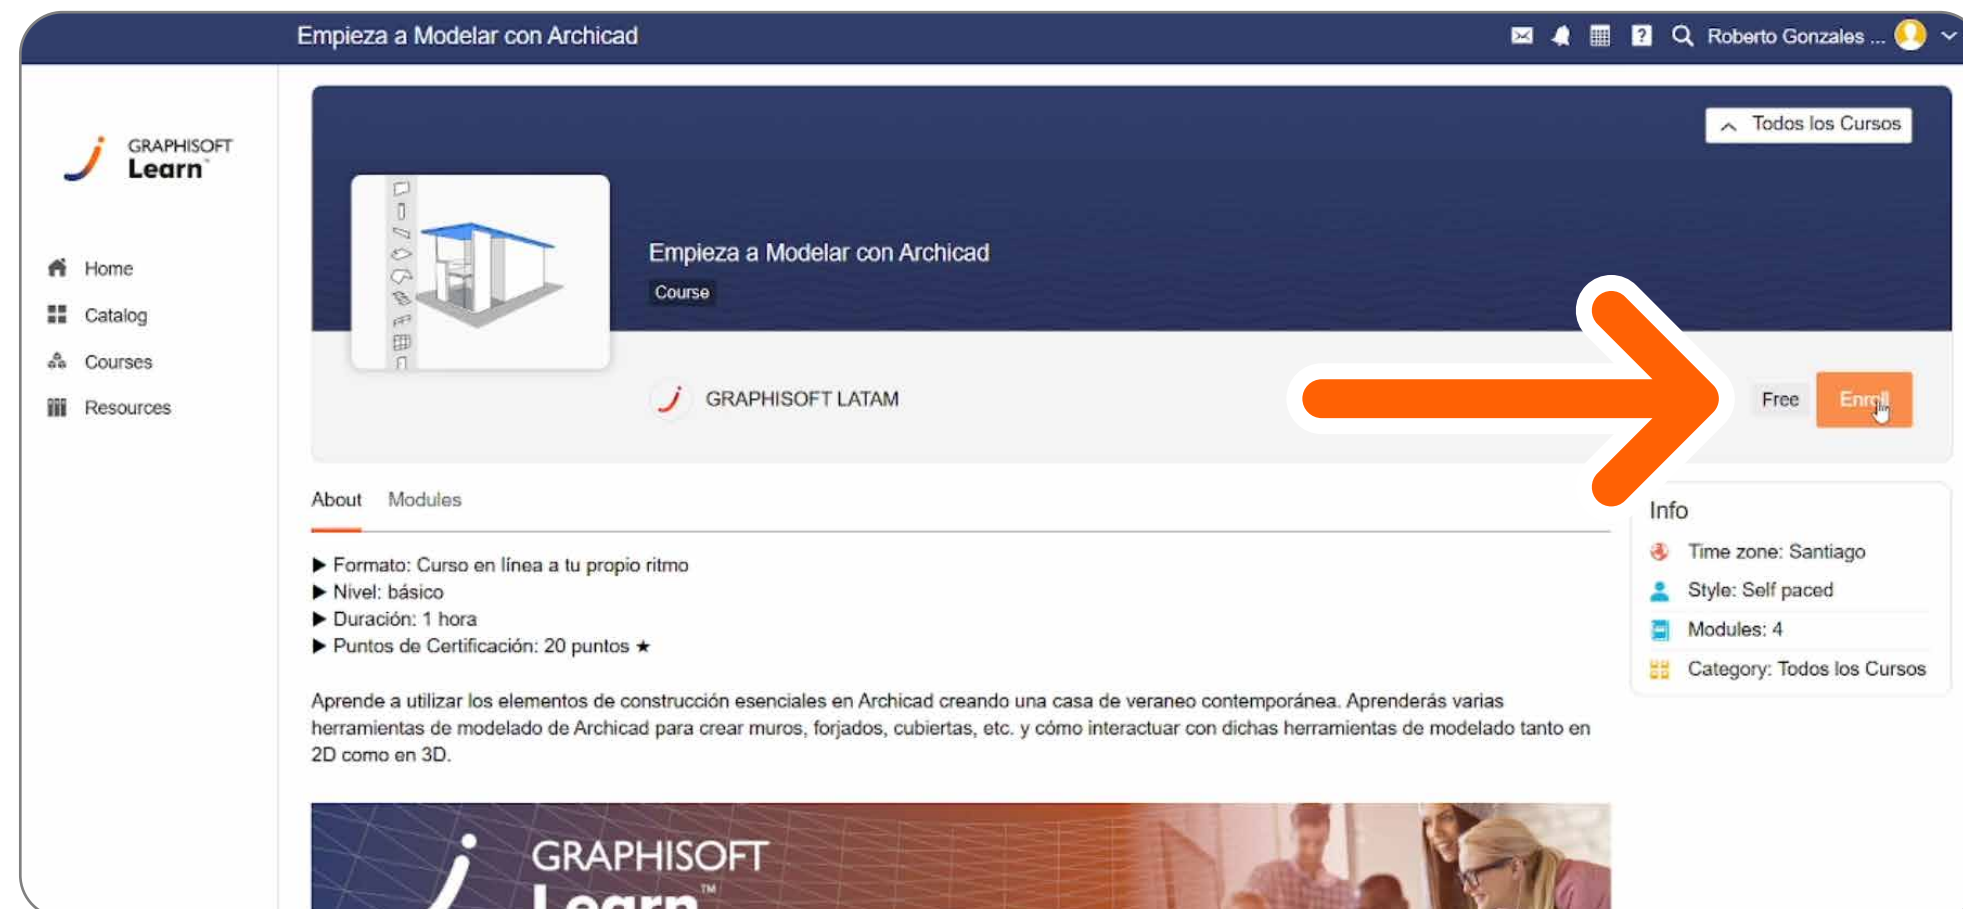 Empieza a Modelar con Archicad
Roberto Gonzales ...
GRAPHISOFT
Learn™
Home
Catalog
Courses
Resources
Todos los Cursos
Empieza a Modelar con Archicad
Course
GRAPHISOFT LATAM
Free
Enroll
About Modules
▶ Formato: Curso en línea a tu propio ritmo
▶ Nivel: básico
▶ Duración: 1 hora
▶ Puntos de Certificación: 20 puntos ★
Aprende a utilizar los elementos de construcción esenciales en Archicad creando una casa de veraneo contemporánea. Aprenderás varias
herramientas de modelado de Archicad para crear muros, forjados, cubiertas, etc. y cómo interactuar con dichas herramientas de modelado tanto en
2D como en 3D.
Info
Time zone: Santiago
Style: Self paced
Modules: 4
Category: Todos los Cursos
GRAPHISOFT
Learn™